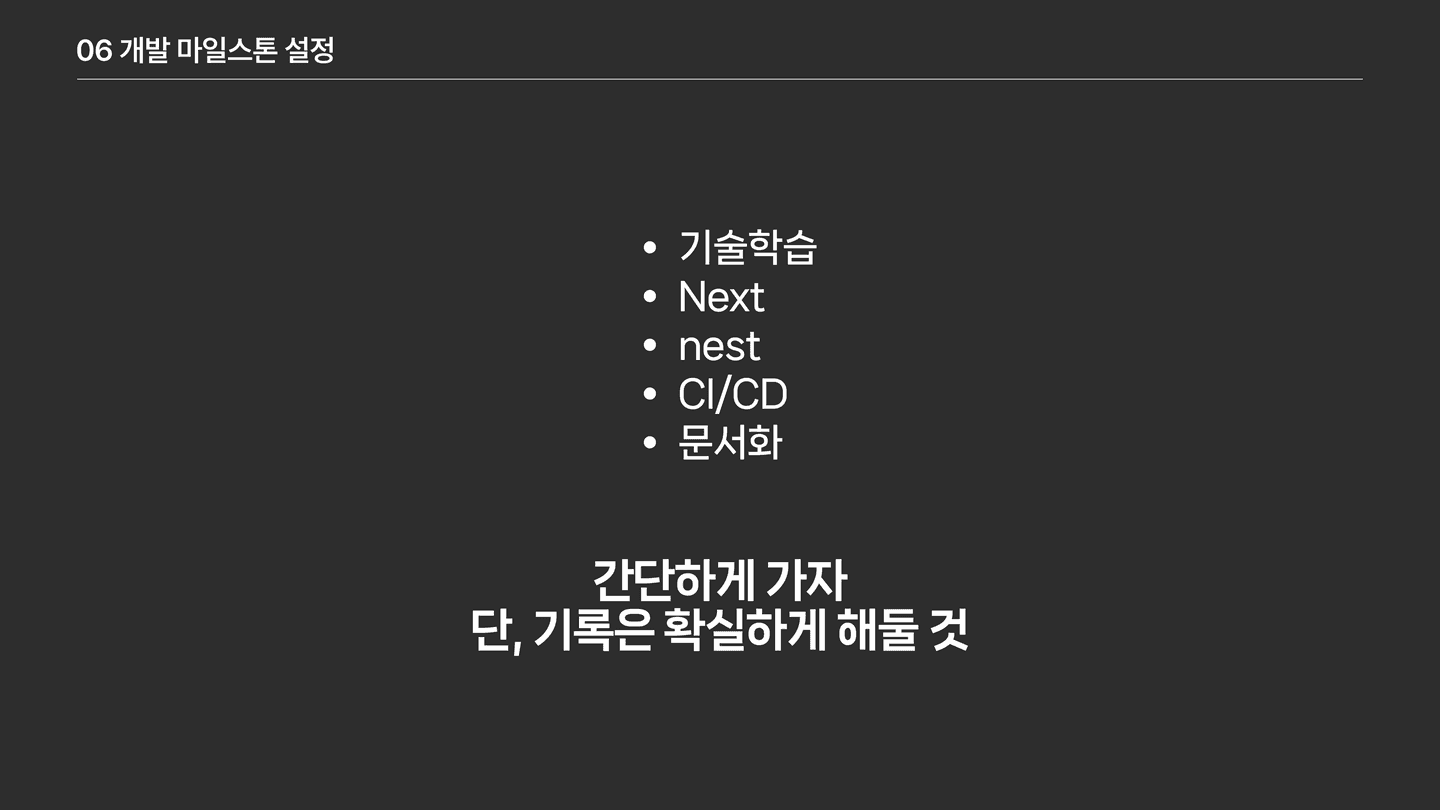 06 개발 마일스톤 설정
• 기술학습
• Next
• nest
• CI/CD
• 문서화
간단하게 가자
단, 기록은 확실하게 해둘 것